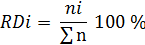 RDi = ni / ∑n 100 %